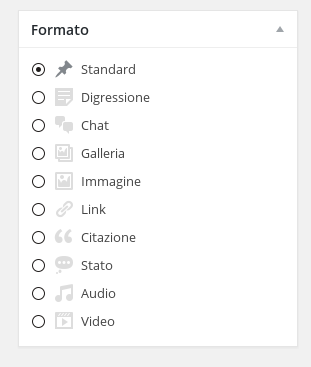 Formato
Standard
Digressione
Chat
Galleria
Immagine
Link
Citazione
Stato
Audio
Video